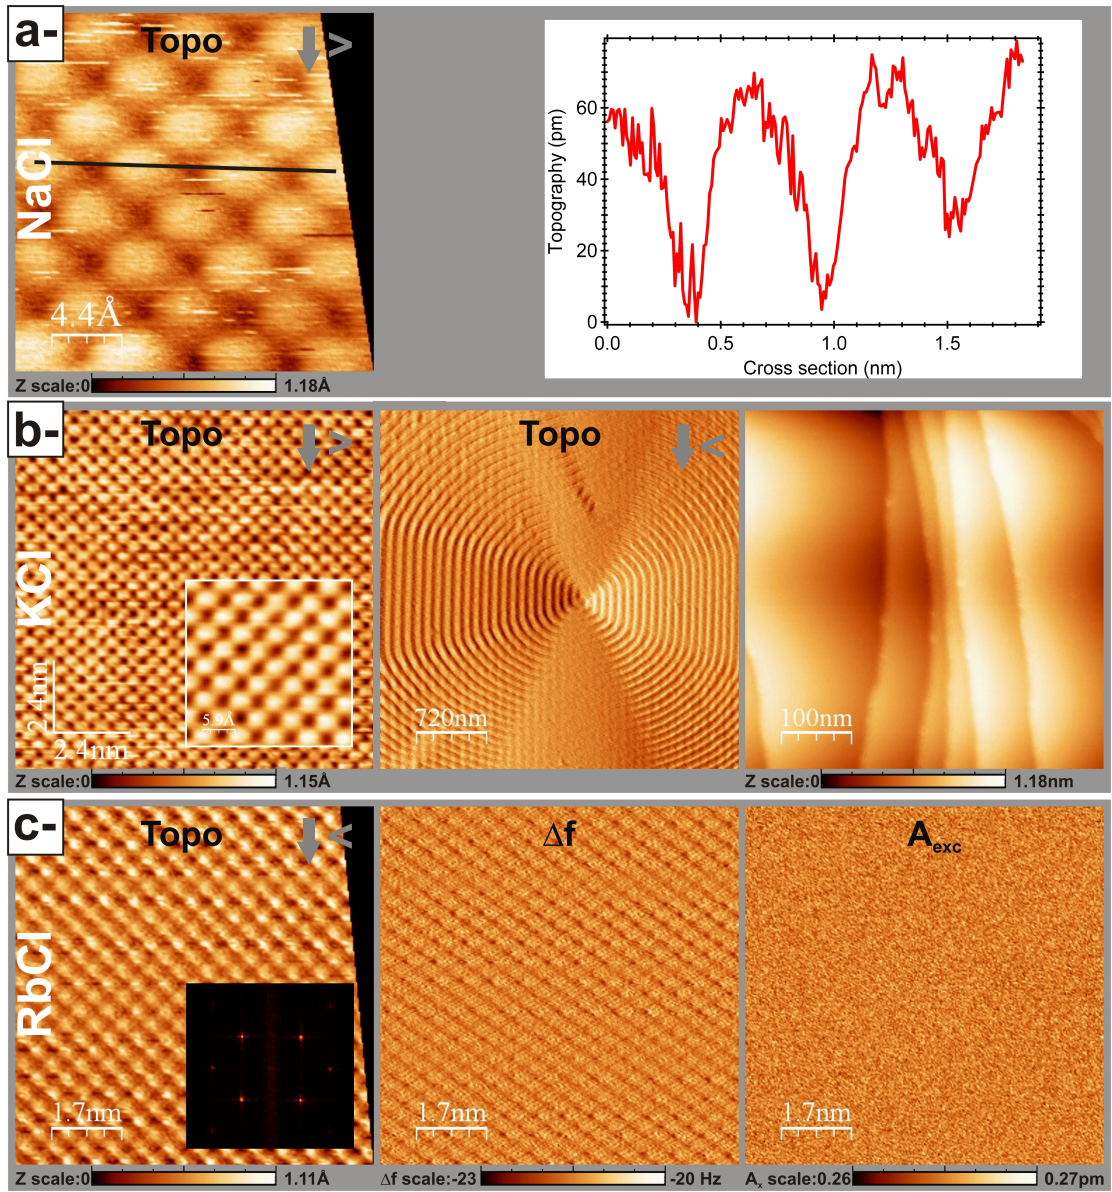 a-
Topo
>
NaCl
4.4Å
Z scale:0
1.18Å
Topography (pm)
60
40
20
0
0.0
0.5
1.0
1.5
Cross section (nm)
b-
Topo
>
KCl
2.4nm
2.4nm
5.9Å
Z scale:0
1.15Å
Topo
<
720nm
100nm
Z scale:0
1.18nm
c-
Topo
<
RbCl
1.7nm
Z scale:0
1.11Å
Δf
1.7nm
Δf scale:-23
-20 Hz
Aexc
1.7nm
Ax scale:0.26
0.27pm